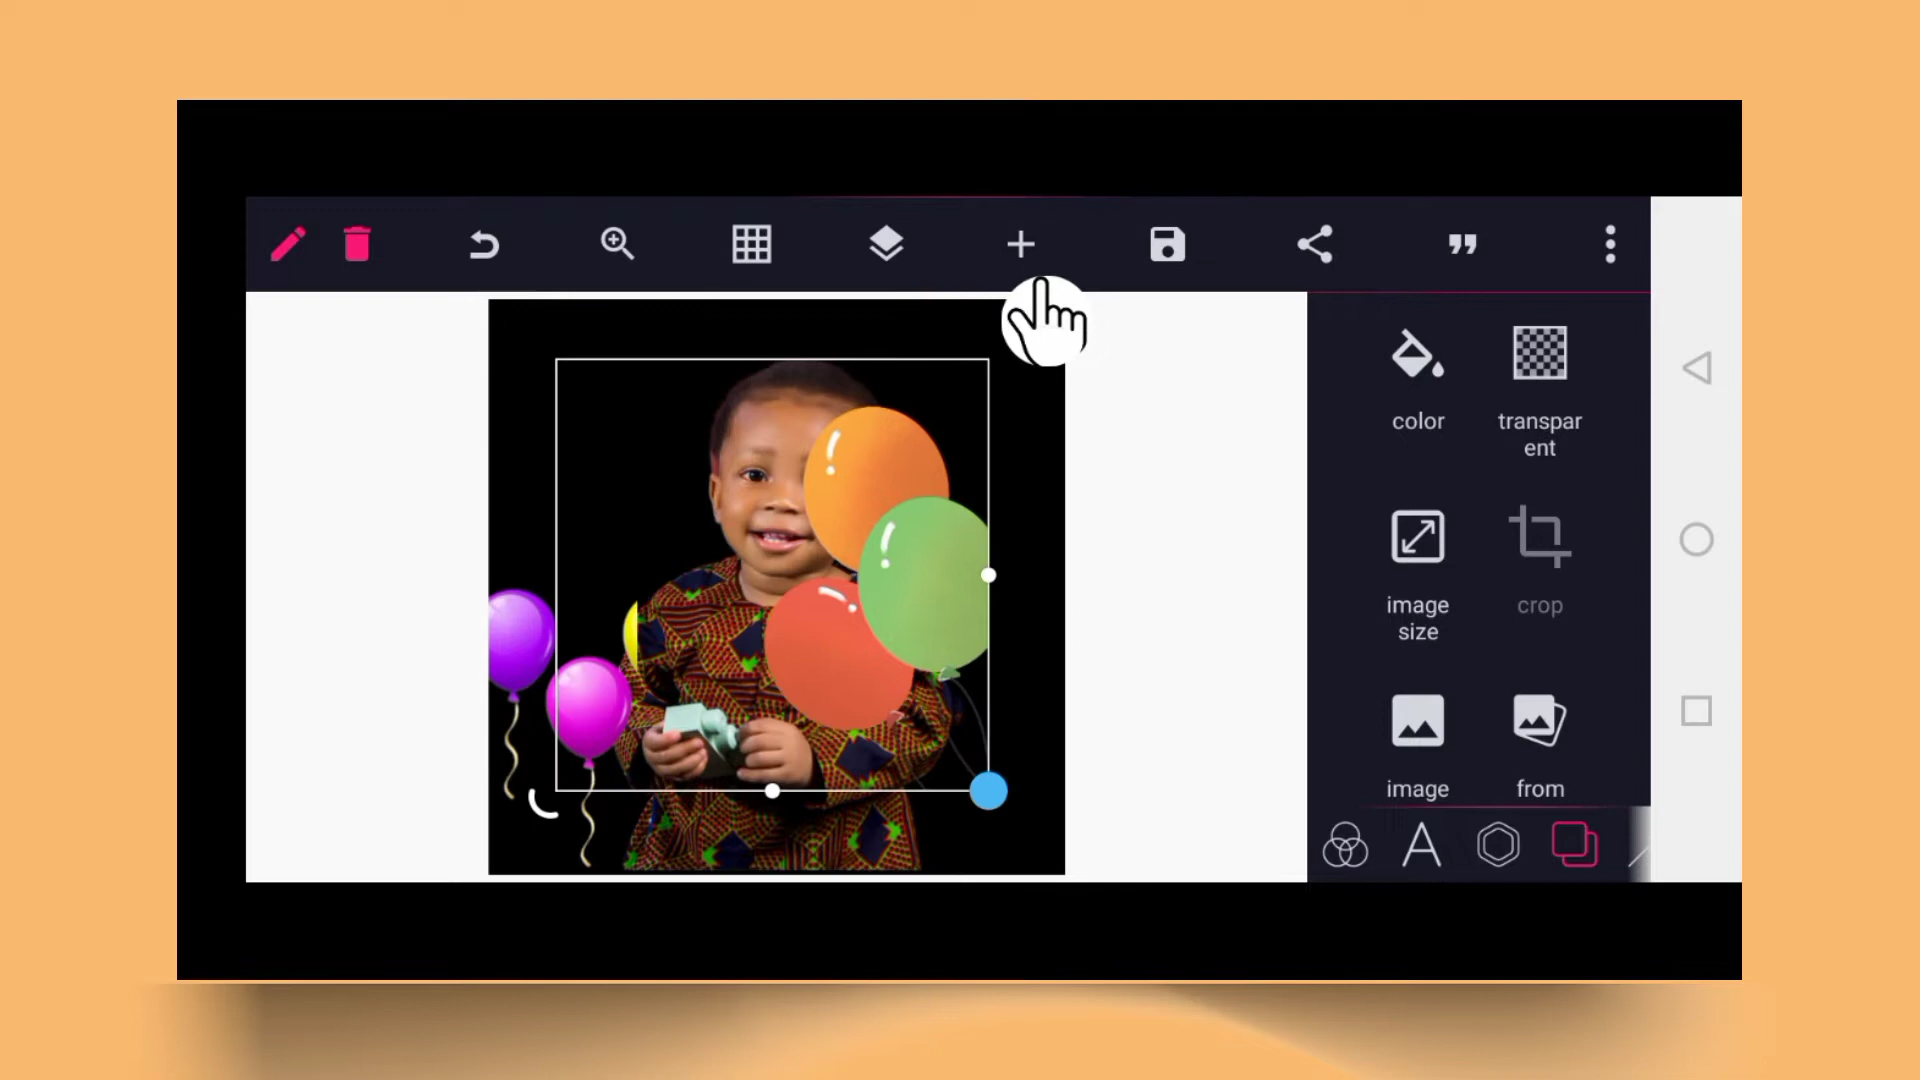 color
transpar
ent
image
size
crop
image
from